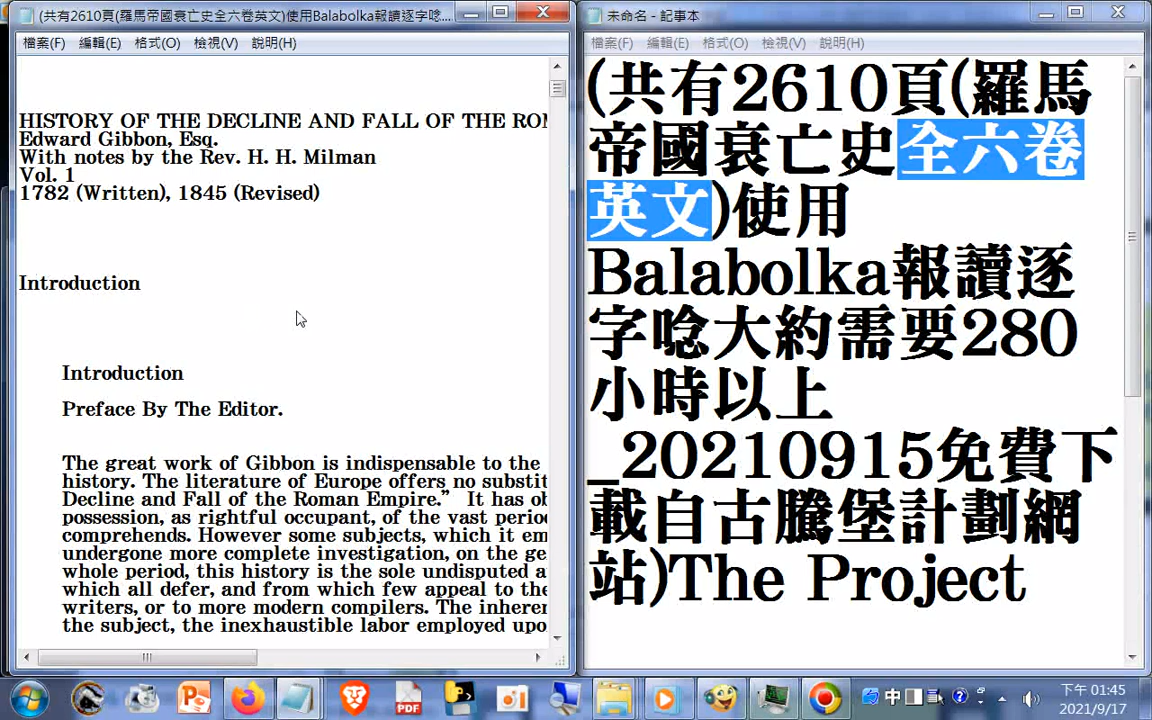 (共有2610頁(羅馬帝國衰亡史全六卷英文)使用Balabolka報讀逐字唸....
檔案(F) 編輯(E) 格式(O) 檢視(V) 說明(H)
HISTORY OF THE DECLINE AND FALL OF THE ROM
Edward Gibbon, Esq.
With notes by the Rev. H. H. Milman
Vol. 1
1782 (Written), 1845 (Revised)
Introduction
Introduction
Preface By The Editor.
The great work of Gibbon is indispensable to the
history. The literature of Europe offers no substit
Decline and Fall of the Roman Empire.” It has ob
possession, as rightful occupant, of the vast perio
comprehends. However some subjects, which it em
undergone more complete investigation, on the ge
whole period, this history is the sole undisputed a
which all defer, and from which few appeal to the
writers, or to more modern compilers. The inheren
the subject, the inexhaustible labor employed upo
未命名 - 記事本
檔案(F) 編輯(E) 格式(O) 檢視(V) 說明(H)
(共有2610頁(羅馬
帝國衰亡史全六卷
英文)使用
Balabolka報讀逐
字唸大約需要280
小時以上
_20210915免費下
載自古騰堡計劃網
站)The Project
PDF
中
下午 01:45
2021/9/17